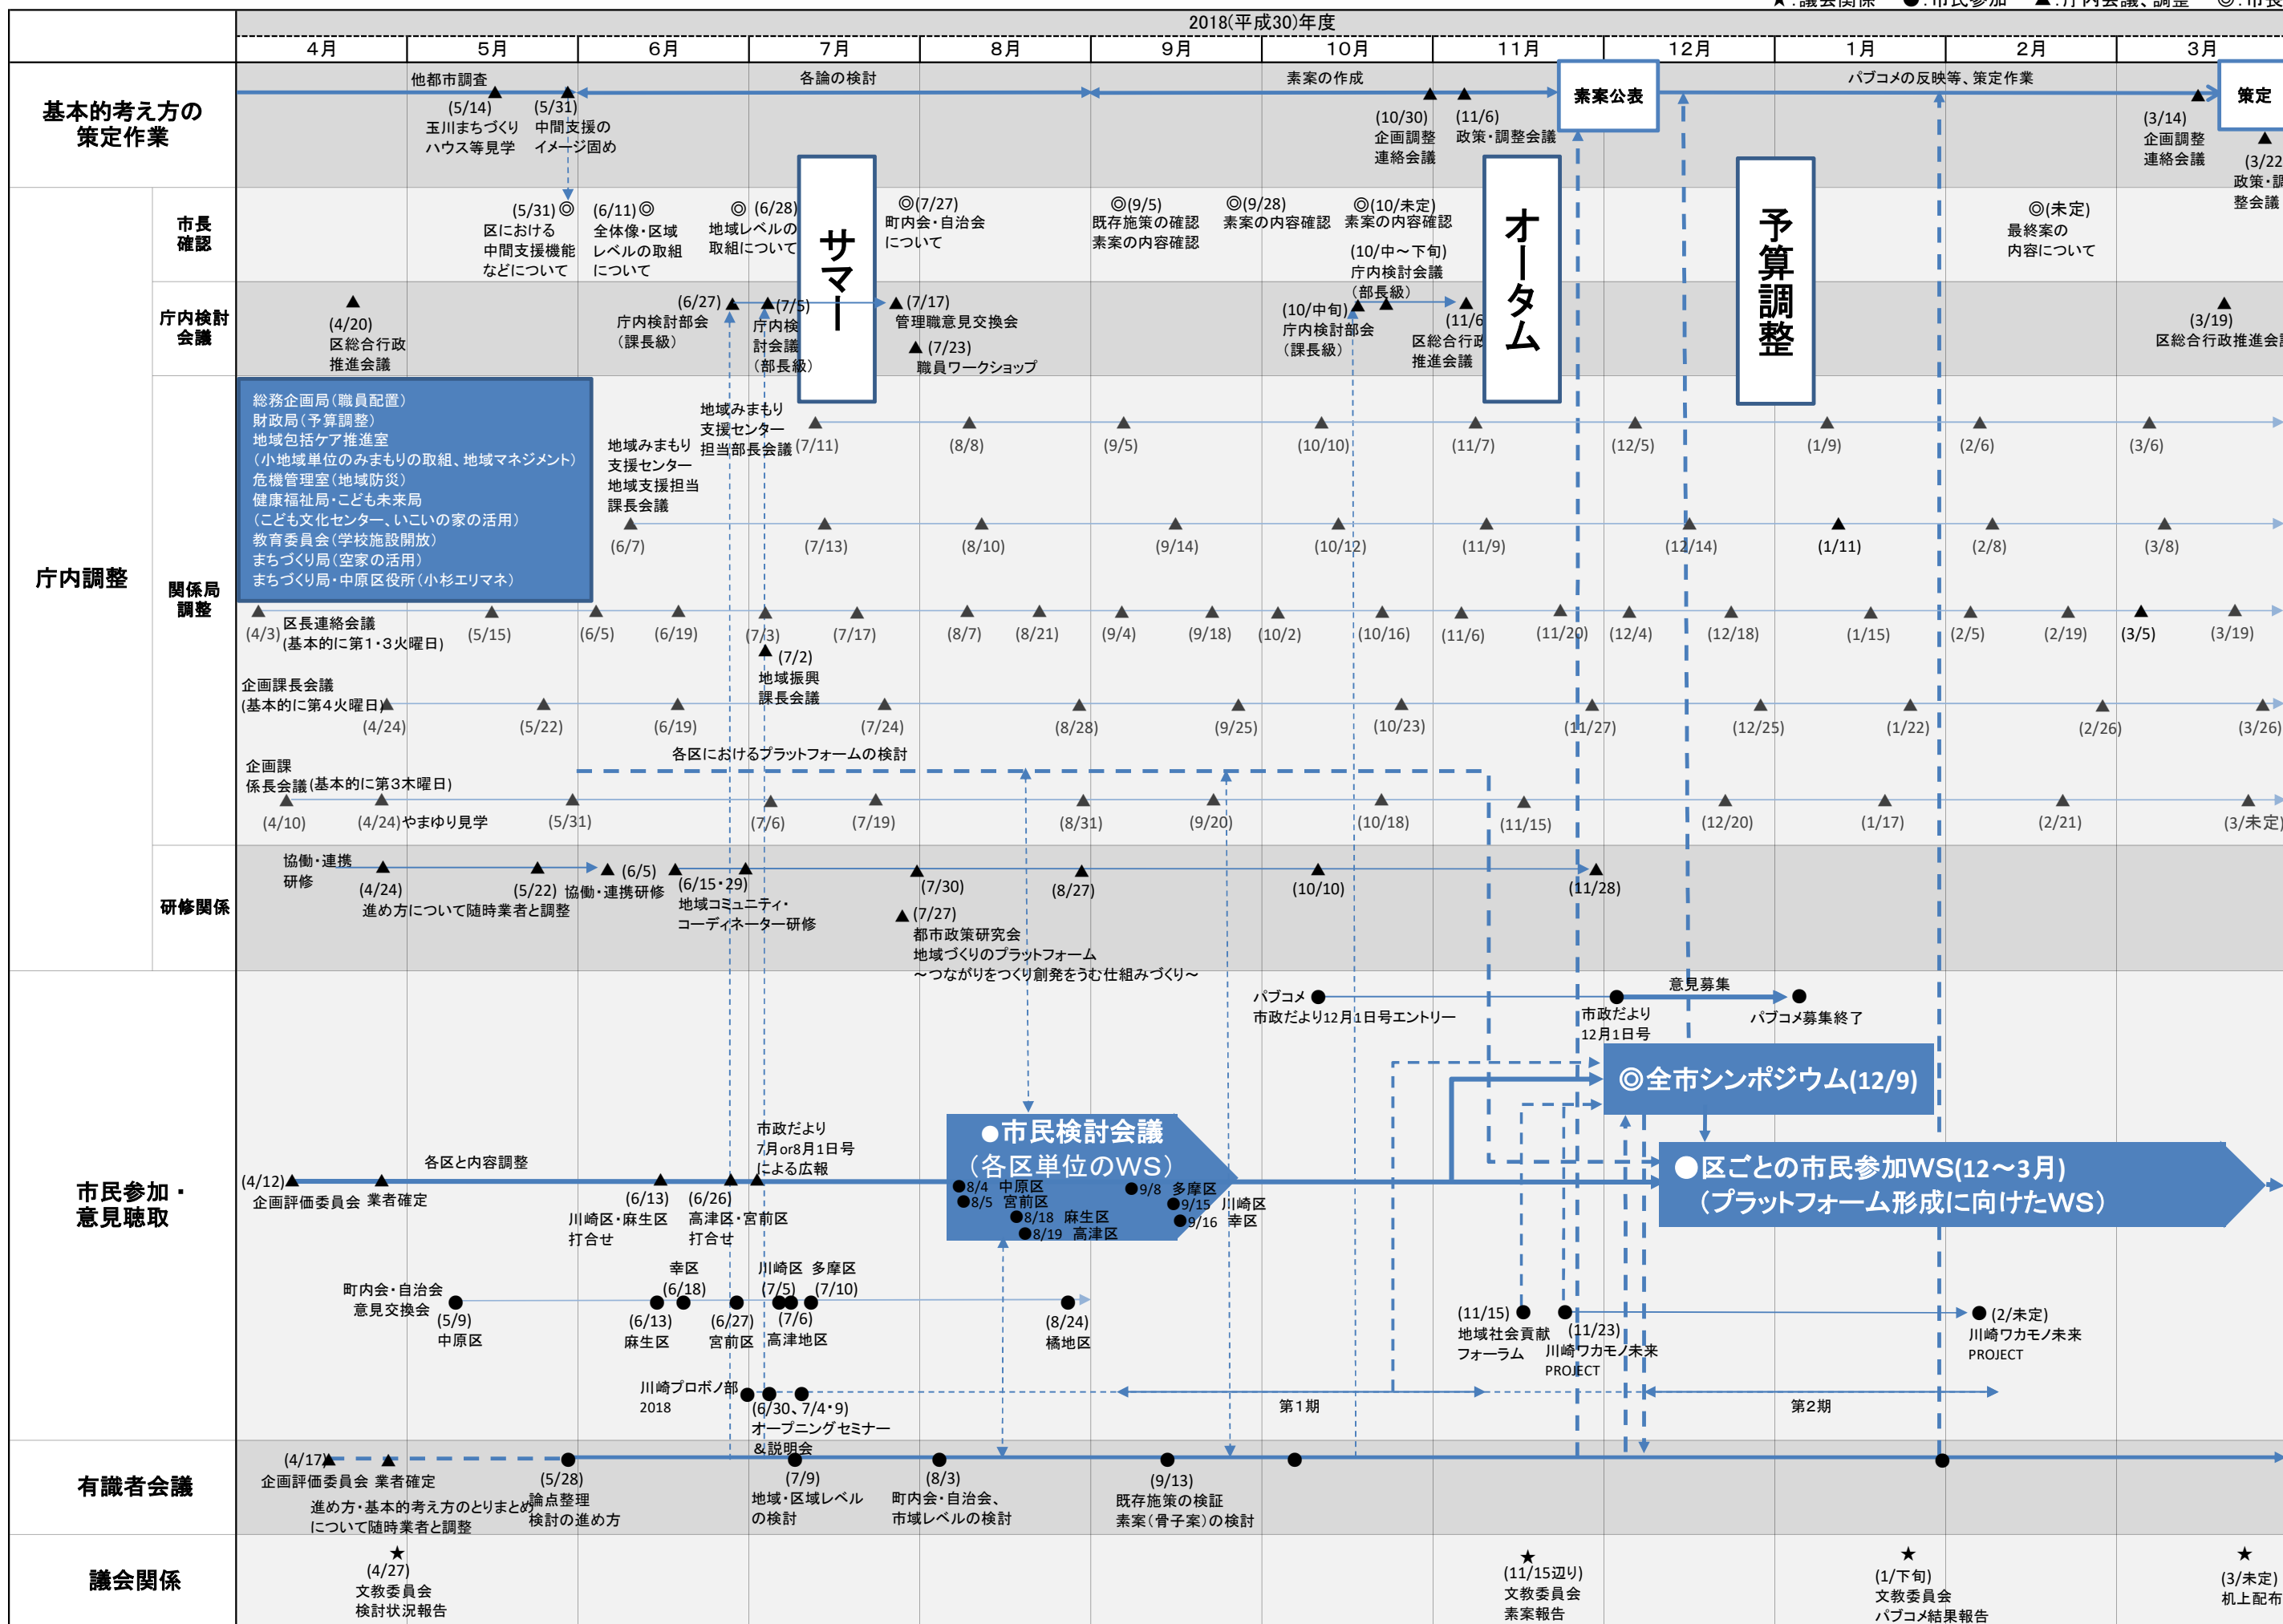 ★:議会関係　●:市民参加　▲:庁内会議、調整　◎:市長
2018(平成30)年度
4月
5月
6月
7月
8月
9月
10月
11月
12月
1月
2月
3月
基本的考え方の
策定作業
他都市調査
各論の検討
素案の作成
パブコメの反映等、策定作業
(5/14)
玉川まちづくり
ハウス等見学
(5/31)
中間支援の
イメージ固め
(10/30)
企画調整
連絡会議
(11/6)
政策・調整会議
素案公表
(3/14)
企画調整
連絡会議
策定
(3/22
政策・調
整会議
庁内調整
市長
確認
(5/31)◎
区における
中間支援機能
などについて
(6/11)◎
全体像・区域
レベルの取組
について
◎ (6/28)
地域レベルの
取組について
サマー
◎(7/27)
町内会・自治会
について
◎(9/5)
既存施策の確認
素案の内容確認
◎(9/28)
素案の内容確認
◎(10/未定)
素案の内容確認
オータム
予算調整
◎(未定)
最終案の
内容について
庁内検討
会議
(4/20)
区総合行政
推進会議
(6/27)
庁内検討部会
（課長級）
(7/5)
庁内検
討会議
（部長級）
(7/17)
管理職意見交換会
(7/23)
職員ワークショップ
(10/中旬)
庁内検討部会
（課長級）
(10/中～下旬)
庁内検討会議
（部長級）
(11/6
区総合行政
推進会議
(3/19)
区総合行政推進会
関係局
調整
総務企画局（職員配置）
財政局（予算調整）
地域包括ケア推進室
（小地域単位のみまもりの取組、地域マネジメント）
危機管理室（地域防災）
健康福祉局・こども未来局
（こども文化センター、いこいの家の活用）
教育委員会（学校施設開放）
まちづくり局（空家の活用）
まちづくり局・中原区役所（小杉エリマネ）
地域みまもり
支援センター
担当部長会議
(7/11)
(8/8)
(9/5)
(10/10)
(11/7)
(12/5)
(1/9)
(2/6)
(3/6)
地域みまもり
支援センター
地域支援担当
課長会議
(6/7)
(7/13)
(8/10)
(9/14)
(10/12)
(11/9)
(12/14)
(1/11)
(2/8)
(3/8)
(4/3)
区長連絡会議
(基本的に第1・3火曜日)
(5/15)
(6/5)
(6/19)
(7/3)
(7/17)
(8/7)
(8/21)
(9/4)
(9/18)
(10/2)
(10/16)
(11/6)
(11/20)
(12/4)
(12/18)
(1/15)
(2/5)
(2/19)
(3/5)
(3/19)
(7/2)
地域振興
課長会議
企画課長会議
(基本的に第4火曜日)
(4/24)
(5/22)
(6/19)
(7/24)
(8/28)
(9/25)
(10/23)
(11/27)
(12/25)
(1/22)
(2/26)
(3/26)
各区におけるプラットフォームの検討
企画課
係長会議(基本的に第3木曜日)
(4/10)
(4/24)やまゆり見学
(5/31)
(7/6)
(7/19)
(8/31)
(9/20)
(10/18)
(11/15)
(12/20)
(1/17)
(2/21)
(3/未定)
研修関係
協働・連携
研修
(4/24)
(5/22)
進め方について随時業者と調整
(6/5)
協働・連携研修
(6/15・29)
地域コミュニティ・
コーディネーター研修
(7/30)
(8/27)
(10/10)
(11/28)
(7/27)
都市政策研究会
地域づくりのプラットフォーム
～つながりをつくり創発をうむ仕組みづくり～
市民参加・
意見聴取
パブコメ
市政だより12月1日号エントリー
市政だより
12月1日号
意見募集
パブコメ募集終了
◎全市シンポジウム(12/9)
(4/12)
企画評価委員会
業者確定
各区と内容調整
(6/13)
川崎区・麻生区
打合せ
(6/26)
高津区・宮前区
打合せ
市政だより
7月or8月1日号
による広報
●市民検討会議
（各区単位のWS）
8/4 中原区
8/5 宮前区
8/18 麻生区
8/19 高津区
9/8 多摩区
9/15 川崎区
9/16 幸区
●区ごとの市民参加WS(12～3月)
（プラットフォーム形成に向けたWS）
町内会・自治会
意見交換会
(5/9)
中原区
(6/13)
麻生区
幸区
(6/18)
(6/27)
宮前区
川崎区
(7/5)
(7/6)
高津地区
多摩区
(7/10)
(8/24)
橘地区
(11/15)
地域社会貢献
フォーラム
(11/23)
川崎ワカモノ未来
PROJECT
(2/未定)
川崎ワカモノ未来
PROJECT
川崎プロボノ部
2018
(6/30、7/4・9)
オープニングセミナー
＆説明会
第1期
第2期
有識者会議
(4/17)
企画評価委員会
業者確定
進め方・基本的考え方のとりまとめ
について随時業者と調整
(5/28)
論点整理
検討の進め方
(7/9)
地域・区域レベル
の検討
(8/3)
町内会・自治会、
市域レベルの検討
(9/13)
既存施策の検証
素案（骨子案）の検討
議会関係
★
(4/27)
文教委員会
検討状況報告
★
(11/15辺り)
文教委員会
素案報告
★
(1/下旬)
文教委員会
パブコメ結果報告
★
(3/未定)
机上配布